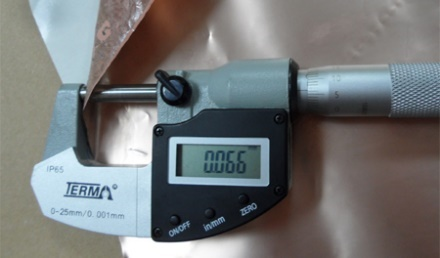 0.066
IP65
TERMA®
0-25mm/0.001mm
ON/OFF
in/mm
ZERO